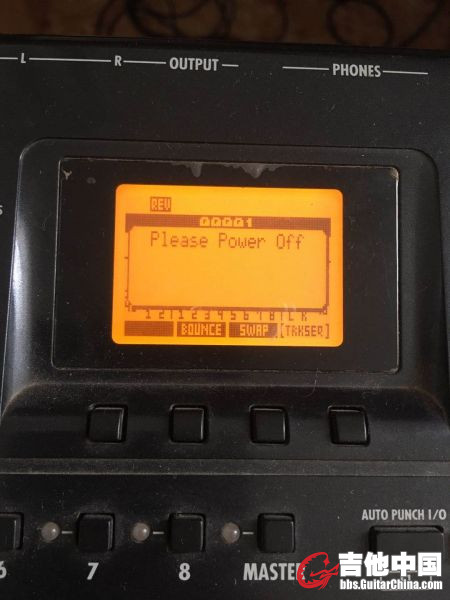 L R OUTPUT PHONES
REV
00001
Please Power Off
1 2 1 2 3 4 5 6 7 8 L R
BOUNCE SWAP [TRKSER]
AUTO PUNCH I/O
6 7 8 MASTER
吉他中国
bbs.GuitarChina.com